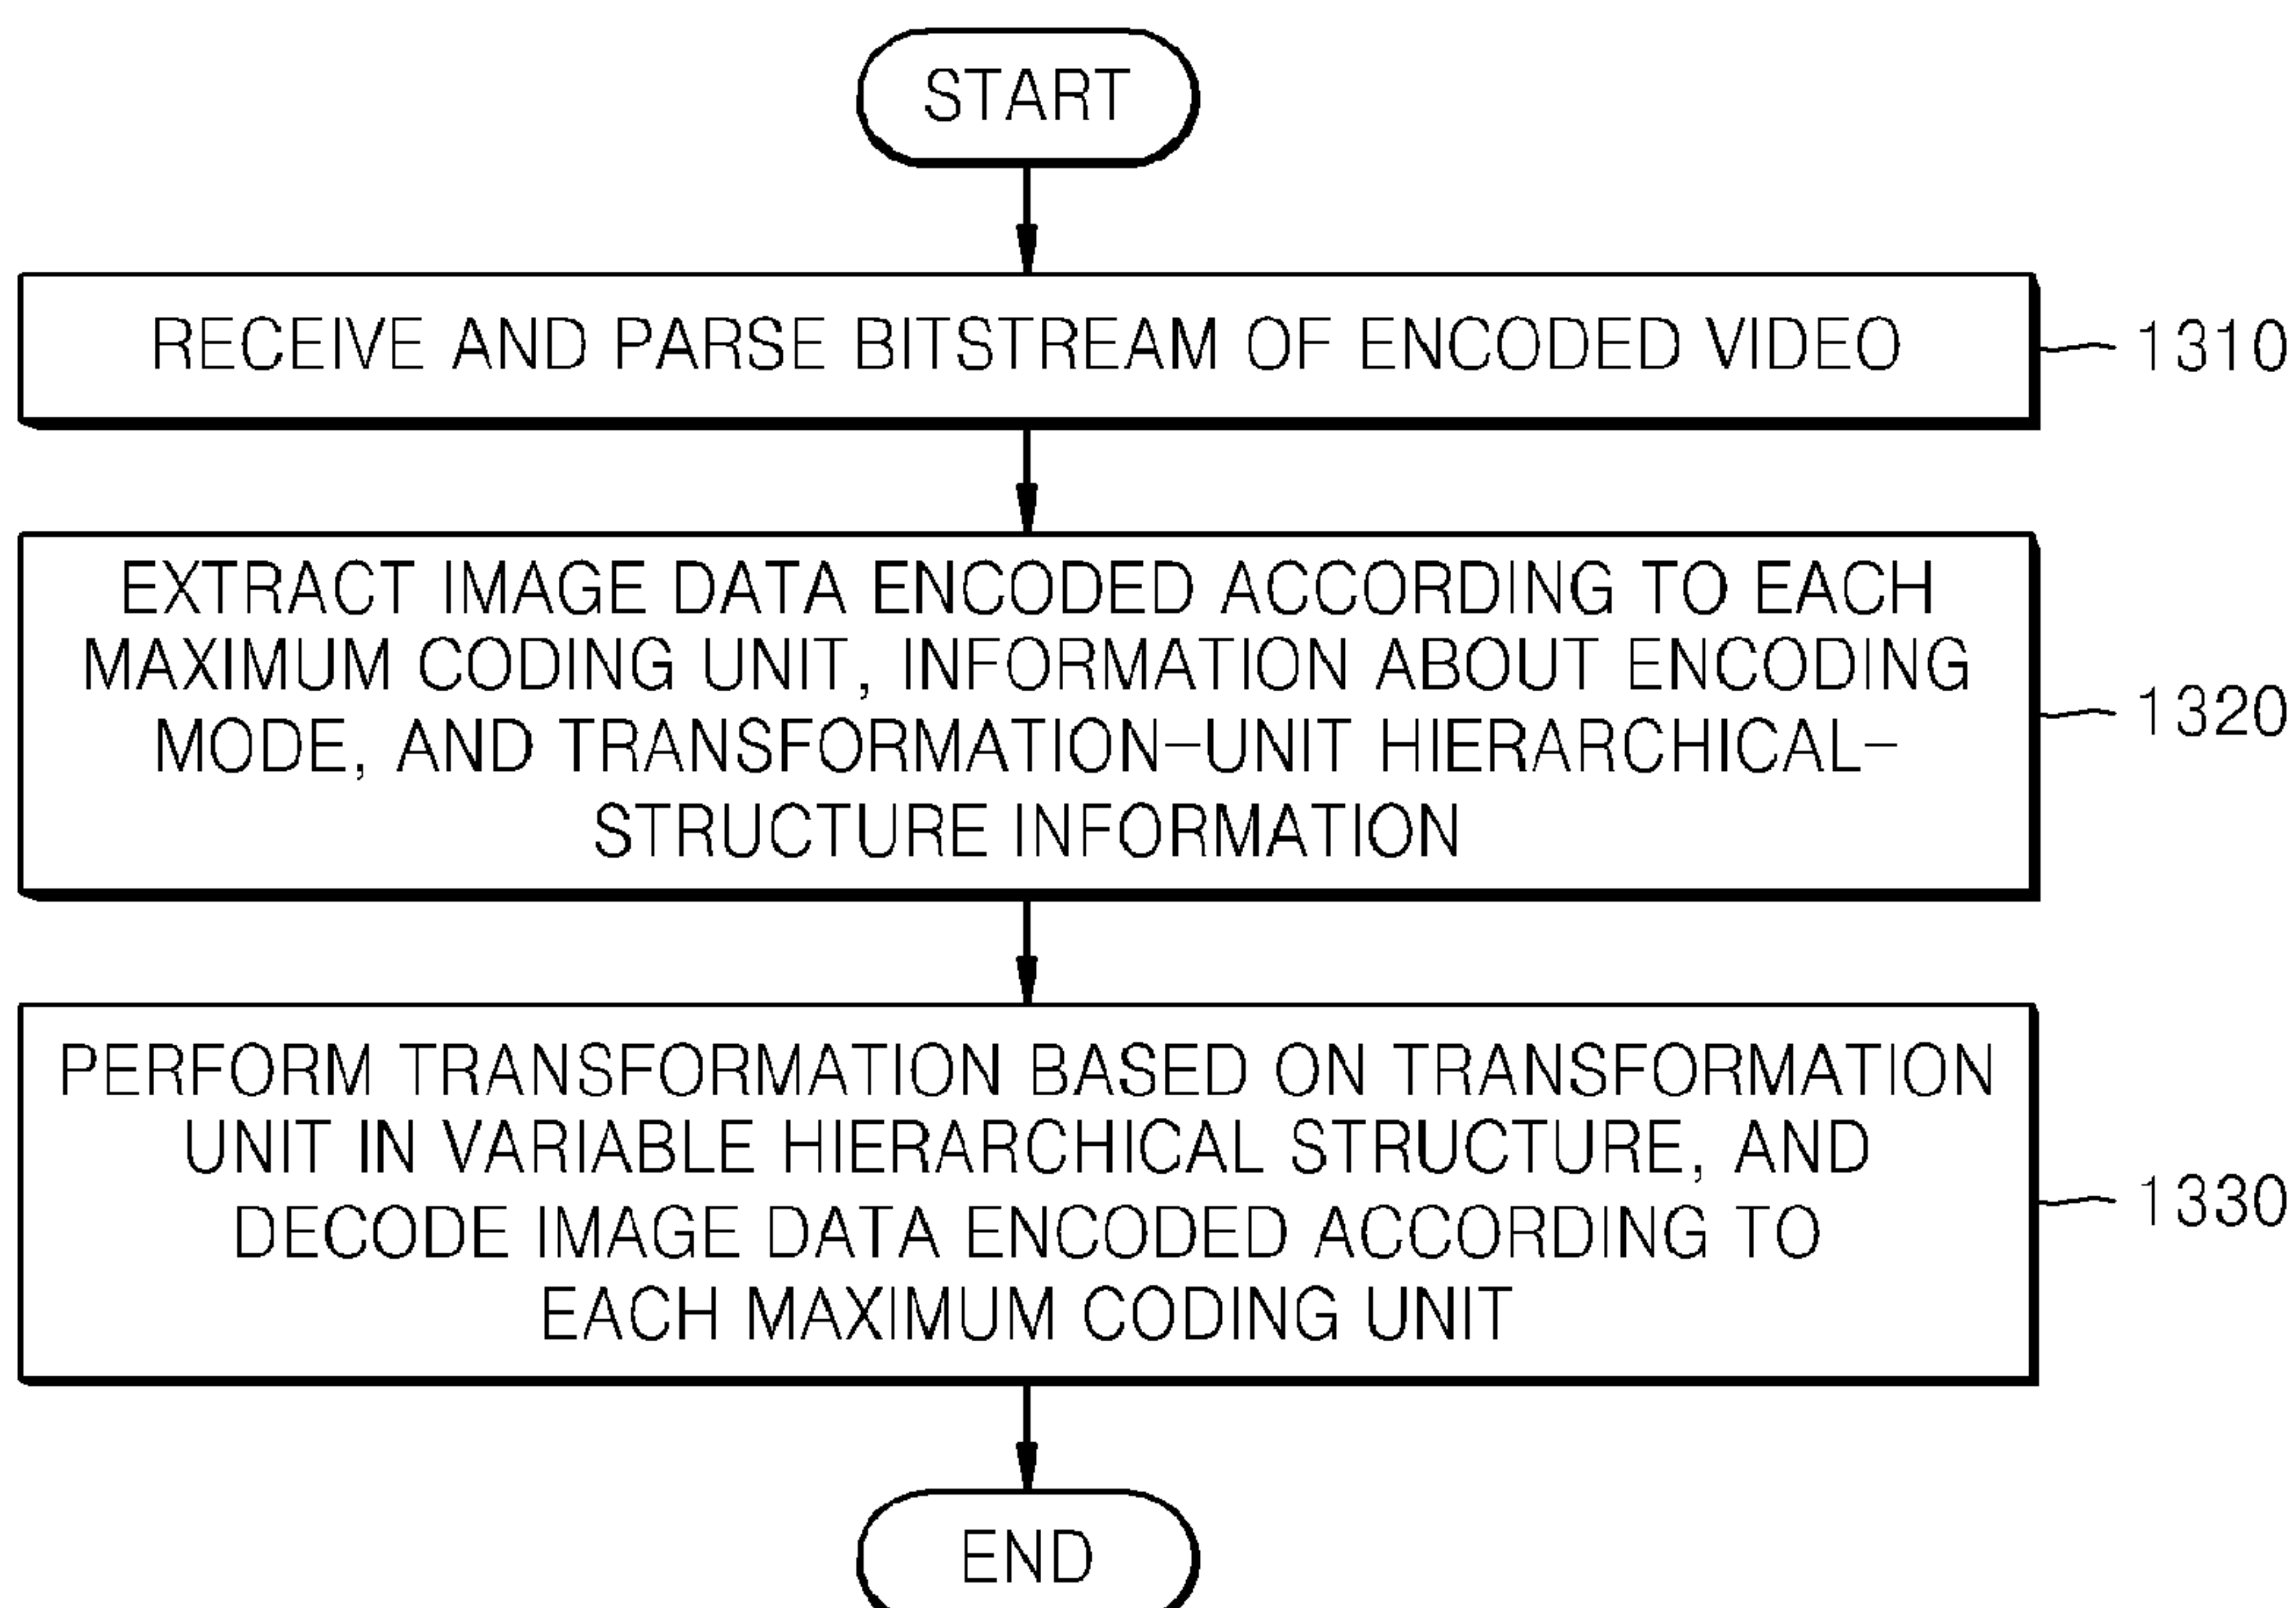 START
RECEIVE AND PARSE BITSTREAM OF ENCODED VIDEO
1310
EXTRACT IMAGE DATA ENCODED ACCORDING TO EACH
MAXIMUM CODING UNIT, INFORMATION ABOUT ENCODING
MODE, AND TRANSFORMATION-UNIT HIERARCHICAL-
STRUCTURE INFORMATION
1320
PERFORM TRANSFORMATION BASED ON TRANSFORMATION
UNIT IN VARIABLE HIERARCHICAL STRUCTURE, AND
DECODE IMAGE DATA ENCODED ACCORDING TO
EACH MAXIMUM CODING UNIT
1330
END